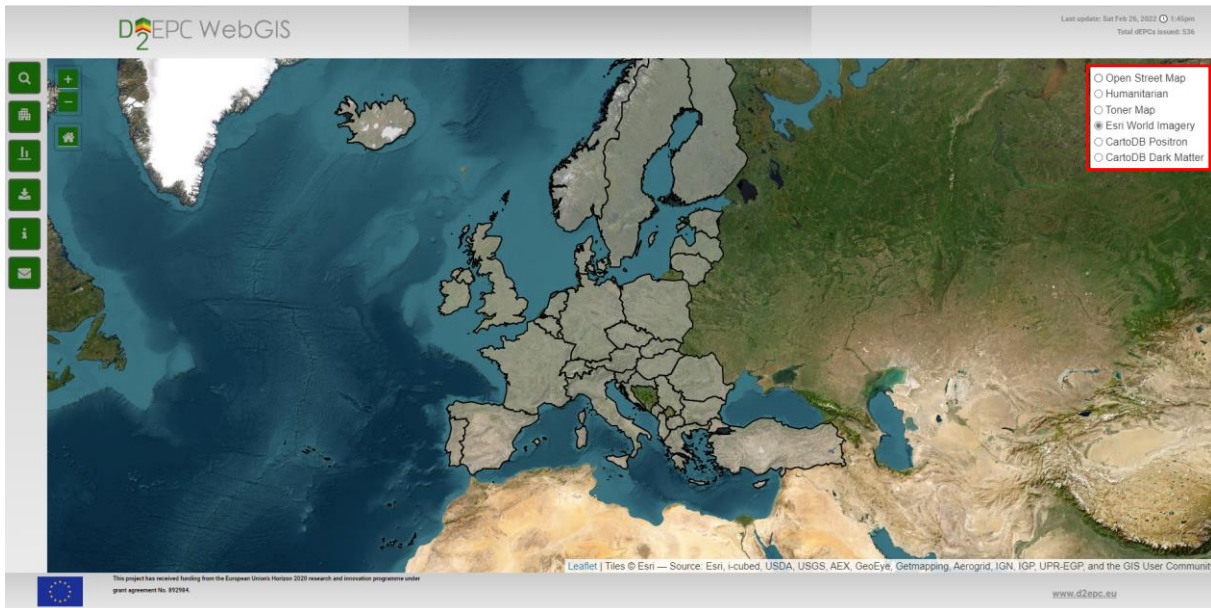 D2EPC WebGIS
Last update: Sat Feb 26, 2022 1:45pm
Total dEPCs issued: 536
+
−
Open Street Map
Humanitarian
Toner Map
Esri World Imagery
CartoDB Positron
CartoDB Dark Matter
Leaflet | Tiles © Esri — Source: Esri, i-cubed, USDA, USGS, AEX, GeoEye, Getmapping, Aerogrid, IGN, IGP, UPR-EGP, and the GIS User Community
This project has received funding from the European Union's Horizon 2020 research and innovation programme under
grant agreement No. 892984.
www.d2epc.eu